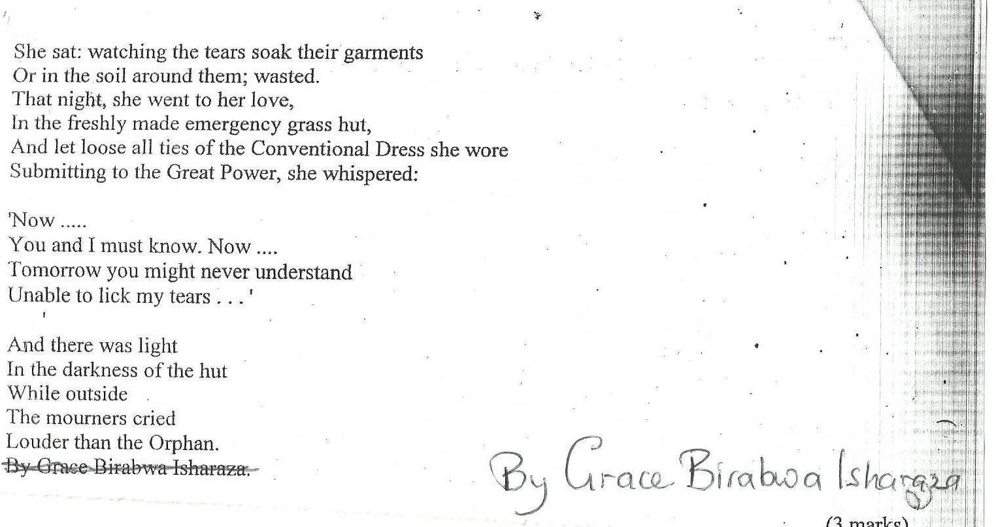 She sat: watching the tears soak their garments
Or in the soil around them; wasted.
That night, she went to her love,
In the freshly made emergency grass hut,
And let loose all ties of the Conventional Dress she wore
Submitting to the Great Power, she whispered:
'Now .....
You and I must know. Now ....
Tomorrow you might never understand
Unable to lick my tears . . . '
And there was light
In the darkness of the hut
While outside
The mourners cried
Louder than the Orphan.
By Grace Birabwa Isharaza.
By Grace Birabwa Isharaza
(3 marks)